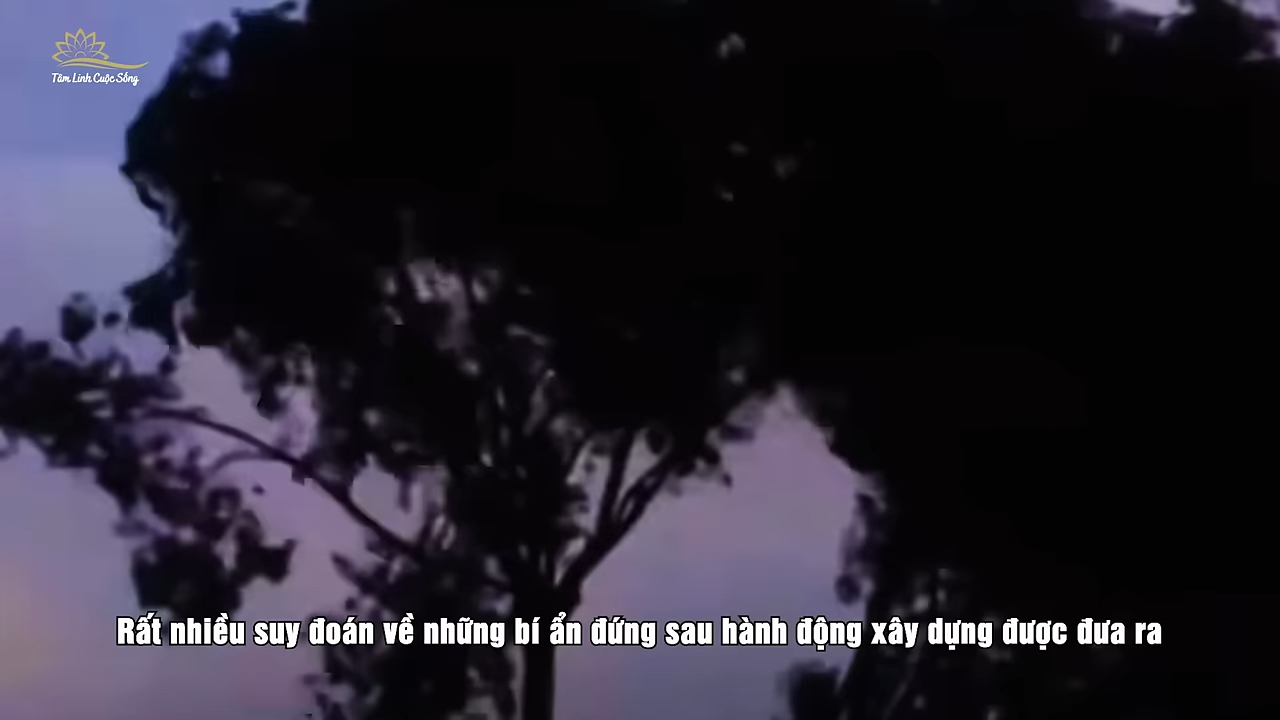 Tâm Linh Cuộc Sống
Rất nhiều suy đoán về những bí ẩn đứng sau hành động xây dựng được đưa ra